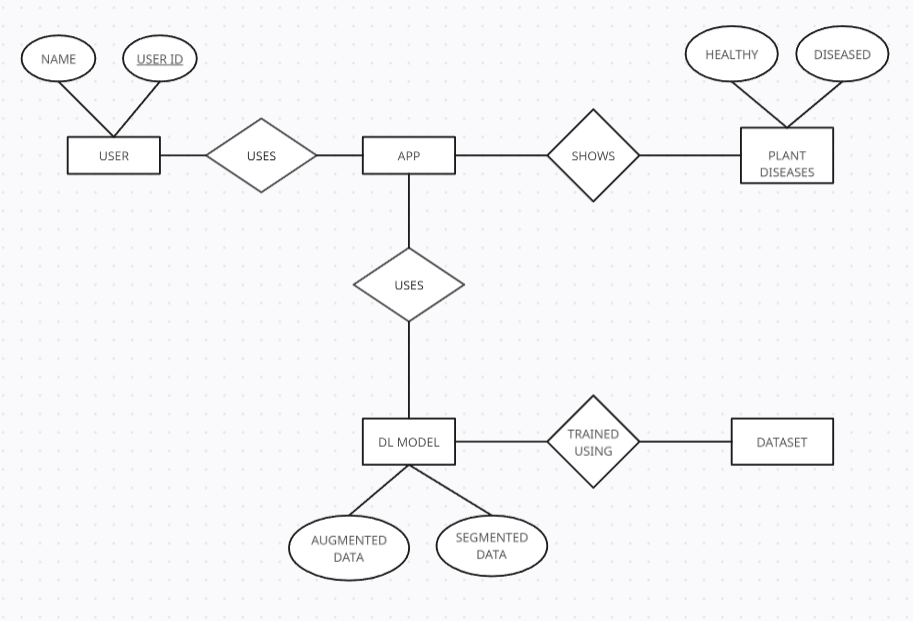 NAME
USER ID
HEALTHY
DISEASED
USER
USES
APP
SHOWS
PLANT
DISEASES
USES
DL MODEL
TRAINED
USING
DATASET
AUGMENTED
DATA
SEGMENTED
DATA